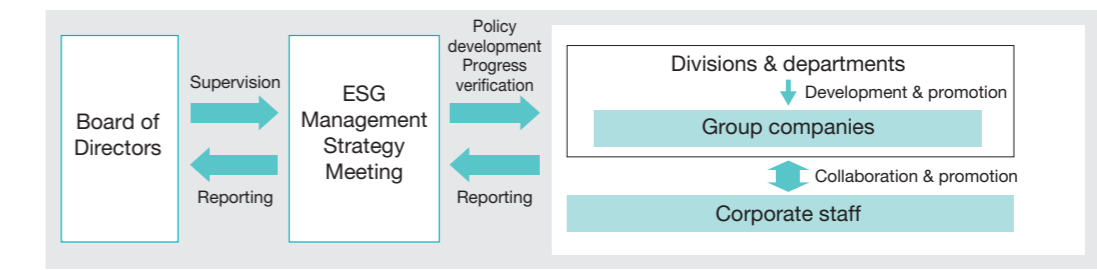 Board of
Directors
Supervision
Reporting
ESG
Management
Strategy
Meeting
Policy
development
Progress
verification
Reporting
Divisions & departments
Development & promotion
Group companies
Collaboration & promotion
Corporate staff